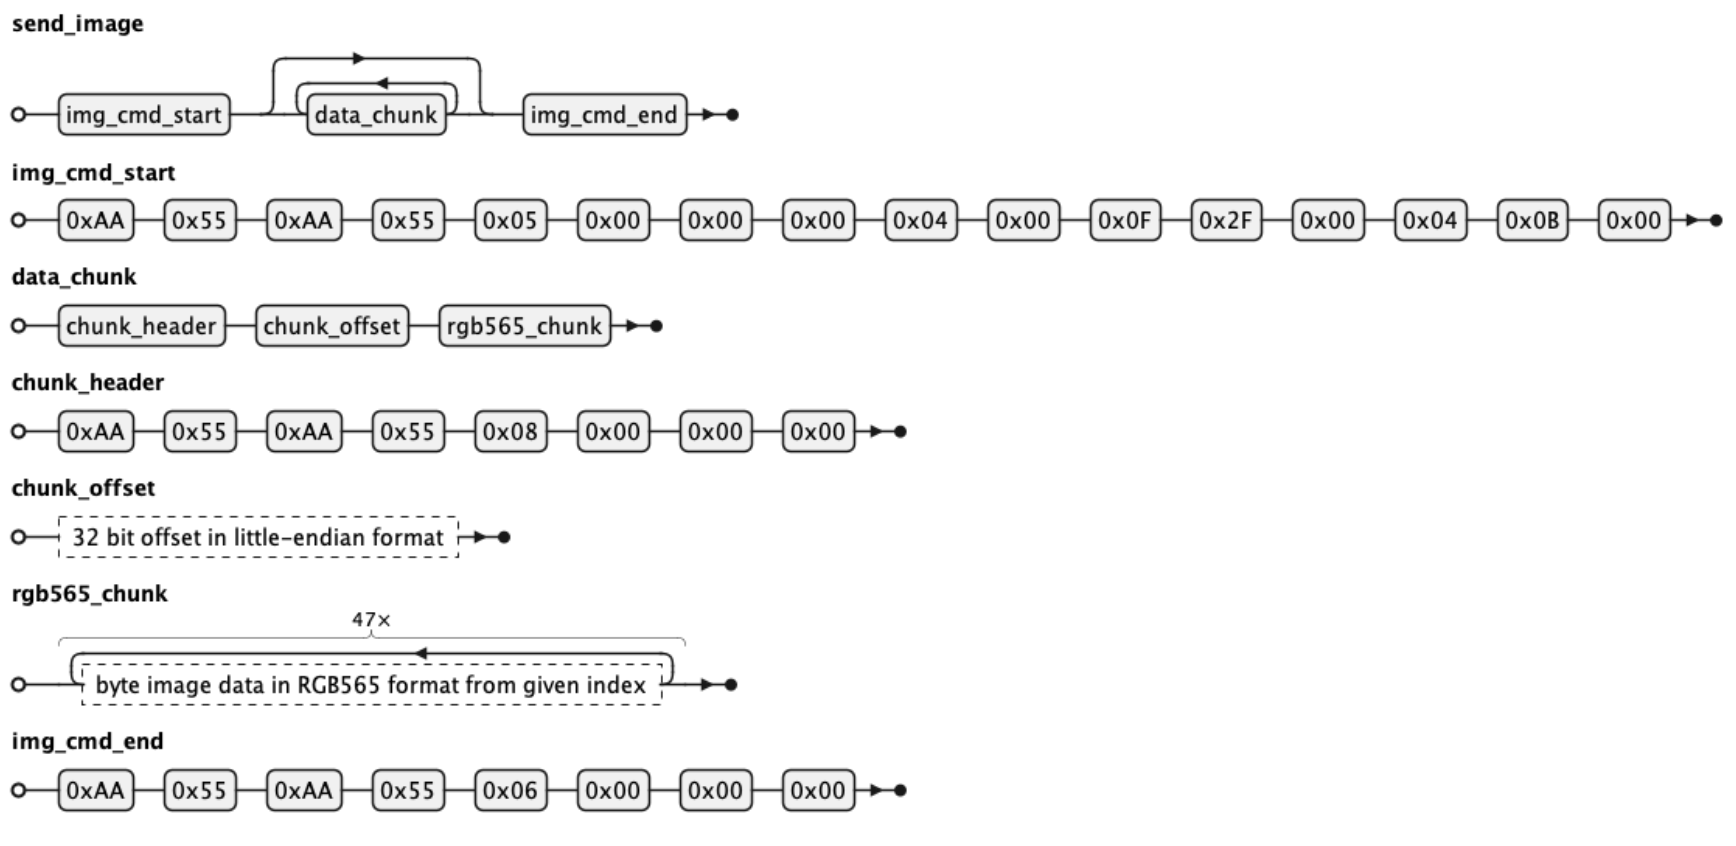 send_image
img_cmd_start data_chunk img_cmd_end
img_cmd_start
0xAA 0x55 0xAA 0x55 0x05 0x00 0x00 0x00 0x04 0x00 0x0F 0x2F 0x00 0x04 0x0B 0x00
data_chunk
chunk_header chunk_offset rgb565_chunk
chunk_header
0xAA 0x55 0xAA 0x55 0x08 0x00 0x00 0x00
chunk_offset
32 bit offset in little-endian format
rgb565_chunk
47×
byte image data in RGB565 format from given index
img_cmd_end
0xAA 0x55 0xAA 0x55 0x06 0x00 0x00 0x00